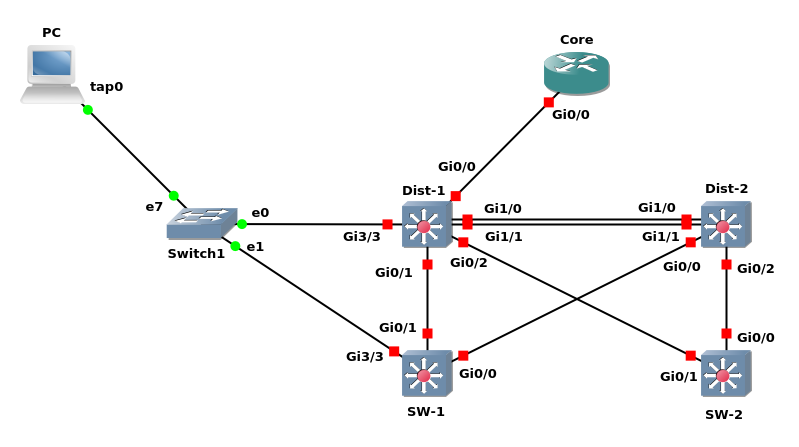 PC
Core
tap0
Gi0/0
Gi0/0
Dist-1
Dist-2
e7
e0
Gi1/0
Gi1/0
Gi3/3
Gi1/1
Gi1/1
Switch1
e1
Gi0/2
Gi0/0
Gi0/1
Gi0/2
Gi0/1
Gi0/0
Gi3/3
Gi0/0
Gi0/1
SW-1
SW-2